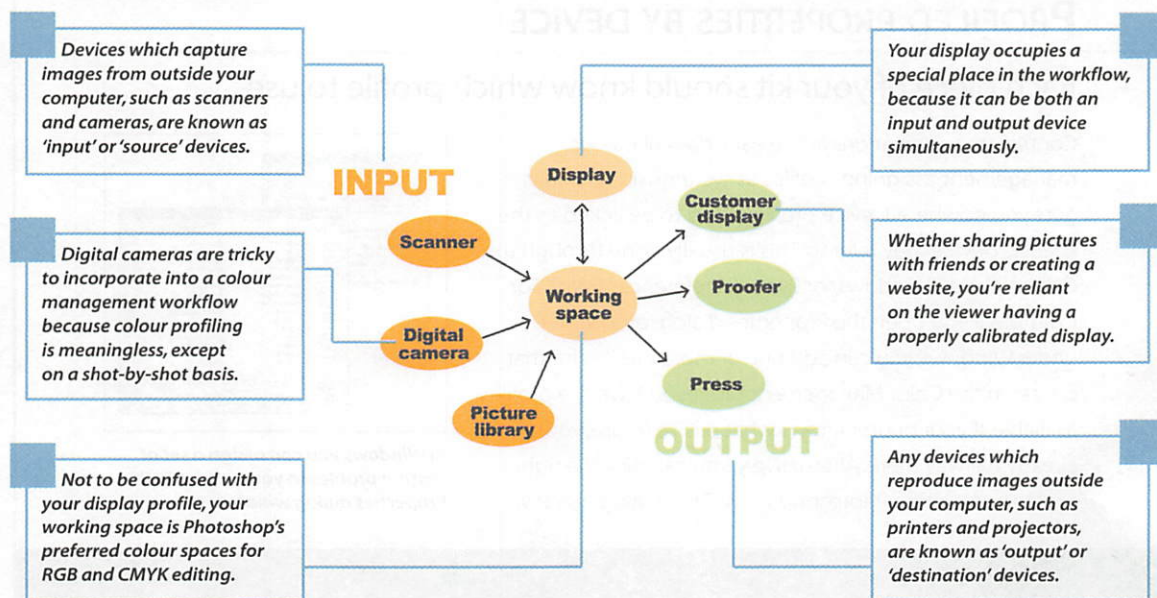 Devices which capture
images from outside your
computer, such as scanners
and cameras, are known as
‘input’ or ‘source’ devices.
Your display occupies a
special place in the workflow,
because it can be both an
input and output device
simultaneously.
INPUT
Display
Customer
display
Scanner
Digital cameras are tricky
to incorporate into a colour
management workflow
because colour profiling
is meaningless, except
on a shot-by-shot basis.
Working
space
Proofer
Whether sharing pictures
with friends or creating a
website, you’re reliant
on the viewer having a
properly calibrated display.
Digital
camera
Press
Picture
library
OUTPUT
Not to be confused with
your display profile, your
working space is Photoshop’s
preferred colour spaces for
RGB and CMYK editing.
Any devices which
reproduce images outside
your computer, such as
printers and projectors,
are known as ‘output’ or
‘destination’ devices.